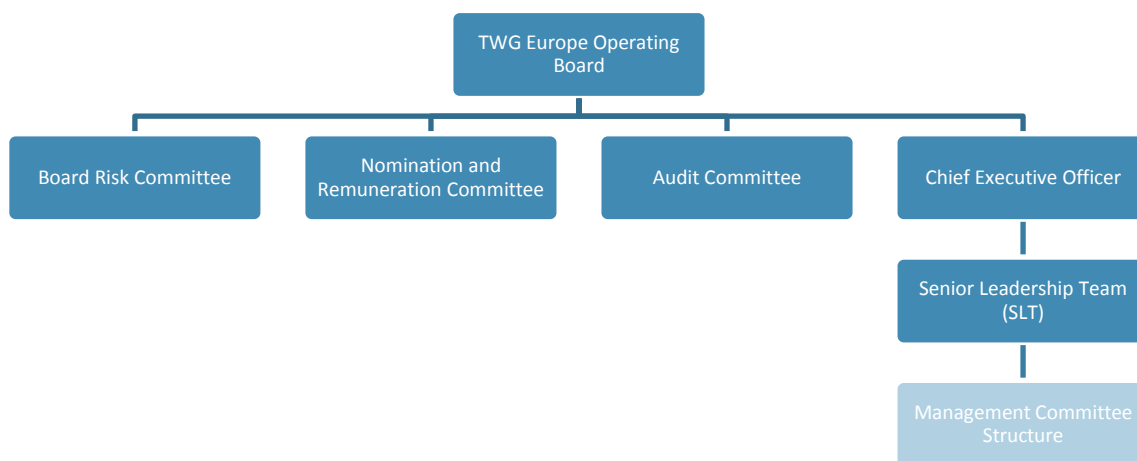 TWG Europe Operating
Board
Board Risk Committee
Nomination and
Remuneration Committee
Audit Committee
Chief Executive Officer
Senior Leadership Team
(SLT)
Management Committee
Structure